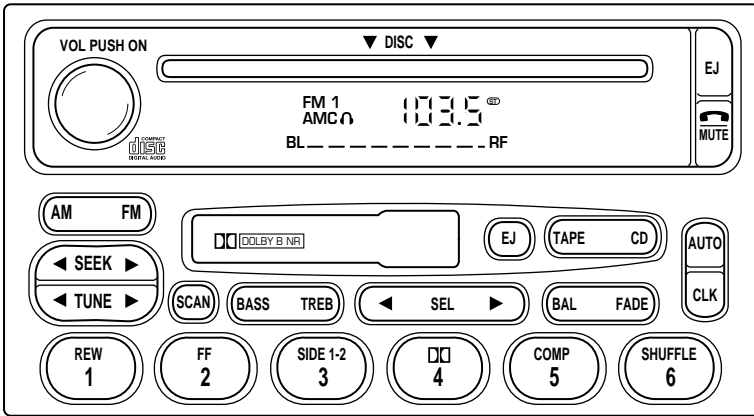 VOL PUSH ON
▼ DISC ▼
EJ
FM 1
AMC
103.5
ST
MUTE
COMPACT
disc
DIGITAL AUDIO
BL _ _ _ _ _ _ _ _ _ RF
AM FM
DOLBY B NR
EJ
TAPE CD
AUTO
◀ SEEK ▶
◀ TUNE ▶
SCAN
BASS TREB
◀ SEL ▶
BAL FADE
CLK
REW
1
FF
2
SIDE 1-2
3
4
COMP
5
SHUFFLE
6